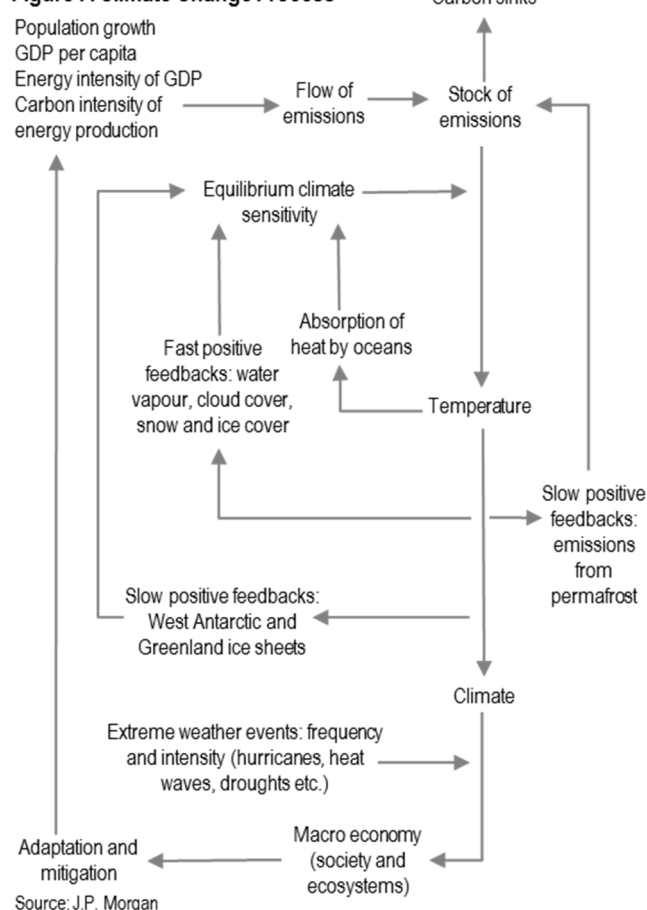 Population growth
GDP per capita
Energy intensity of GDP
Carbon intensity of
energy production
Flow of
emissions
Stock of
emissions
Equilibrium climate
sensitivity
Absorption of
heat by oceans
Fast positive
feedbacks: water
vapour, cloud cover,
snow and ice cover
Temperature
Slow positive
feedbacks:
emissions
from
permafrost
Slow positive feedbacks:
West Antarctic and
Greenland ice sheets
Climate
Extreme weather events: frequency
and intensity (hurricanes, heat
waves, droughts etc.)
Macro economy
(society and
ecosystems)
Adaptation and
mitigation
Source: J.P. Morgan